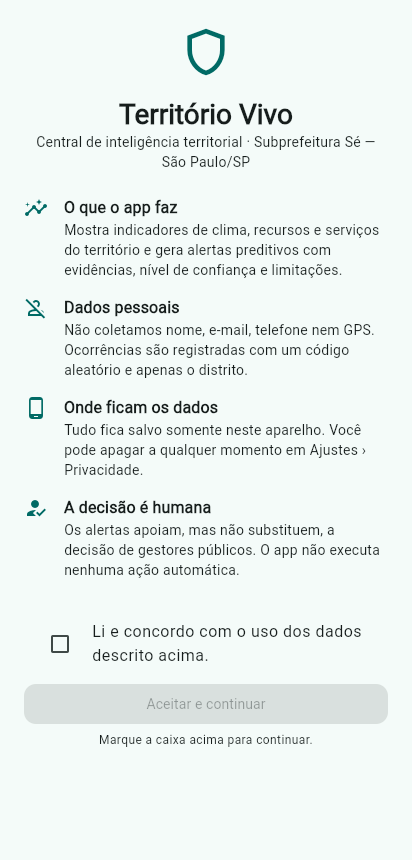 Território Vivo
Central de inteligência territorial · Subprefeitura Sé —
São Paulo/SP
O que o app faz
Mostra indicadores de clima, recursos e serviços
do território e gera alertas preditivos com
evidências, nível de confiança e limitações.
Dados pessoais
Não coletamos nome, e-mail, telefone nem GPS.
Ocorrências são registradas com um código
aleatório e apenas o distrito.
Onde ficam os dados
Tudo fica salvo somente neste aparelho. Você
pode apagar a qualquer momento em Ajustes ›
Privacidade.
A decisão é humana
Os alertas apoiam, mas não substituem, a
decisão de gestores públicos. O app não executa
nenhuma ação automática.
Li e concordo com o uso dos dados
descrito acima.
Aceitar e continuar
Marque a caixa acima para continuar.